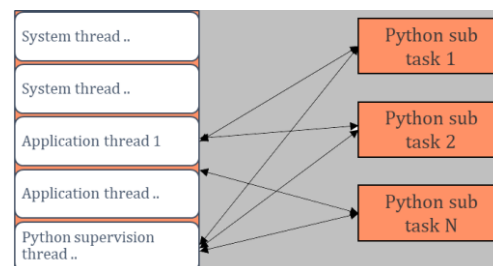 System thread ..
System thread ..
Application thread 1
Application thread ..
Python supervision
thread ..
Python sub
task 1
Python sub
task 2
Python sub
task N